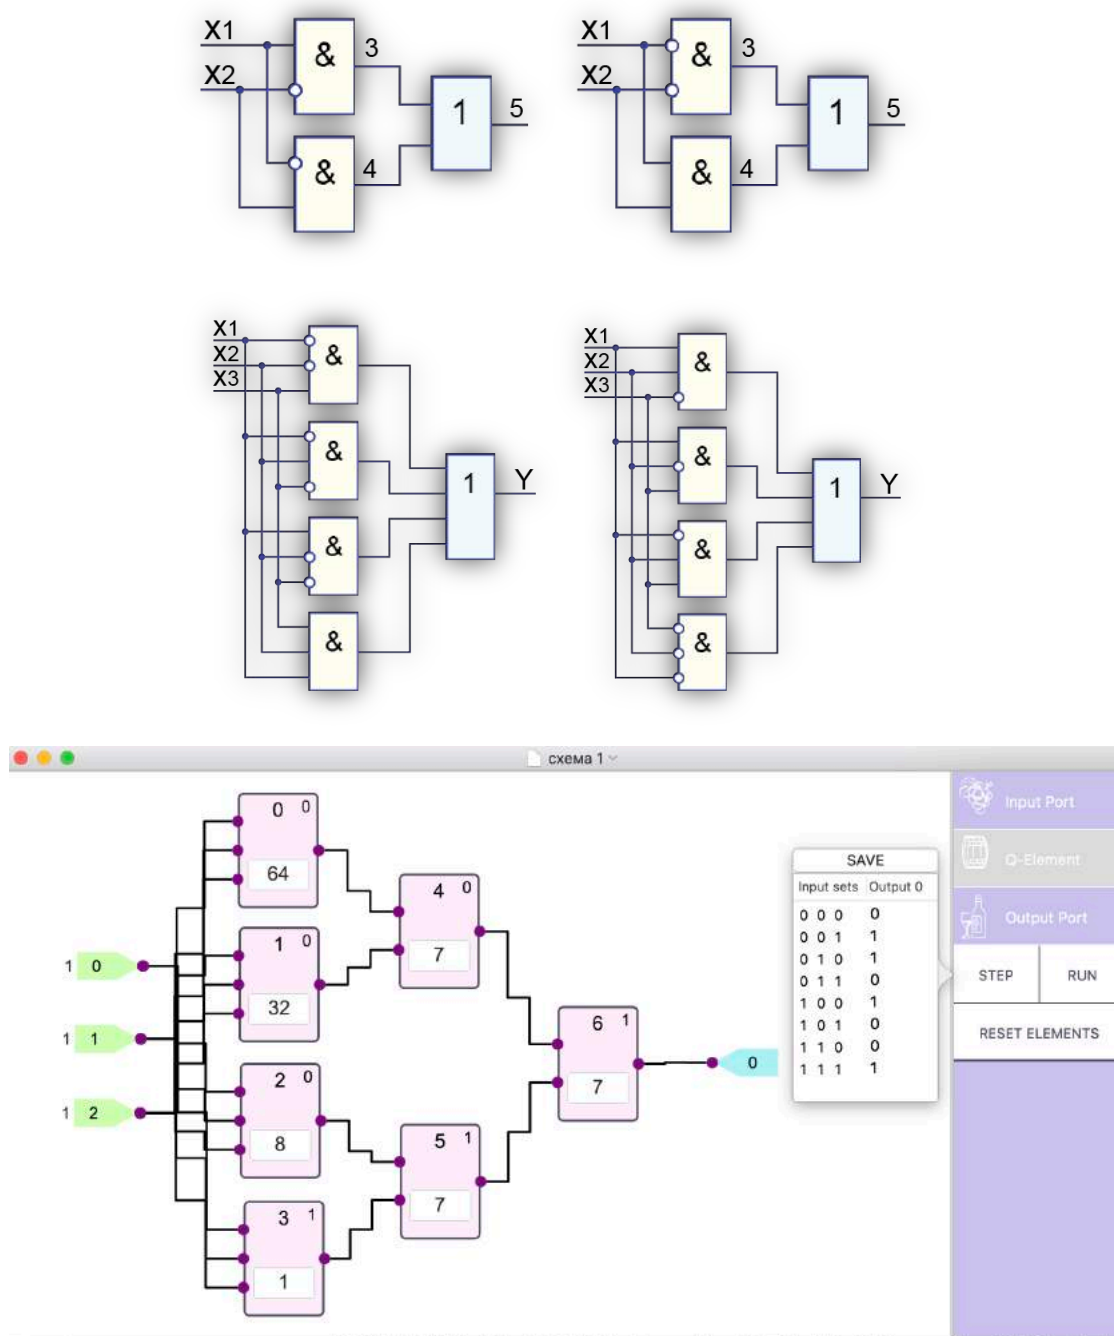 X1
X2
&
3
&
4
1
5
X1
X2
&
3
&
4
1
5
X1
X2
X3
&
&
&
&
1
Y
X1
X2
X3
&
&
&
&
1
Y
схема 1
0 0
64
1 0
32
2 0
8
3 1
1
4 0
7
5 1
7
6 1
7
1 0
1 1
1 2
0
SAVE
Input sets Output 0
0 0 0 0
0 0 1 1
0 1 0 1
0 1 1 0
1 0 0 1
1 0 1 0
1 1 0 0
1 1 1 1
Input Port
Q-Element
Output Port
STEP RUN
RESET ELEMENTS